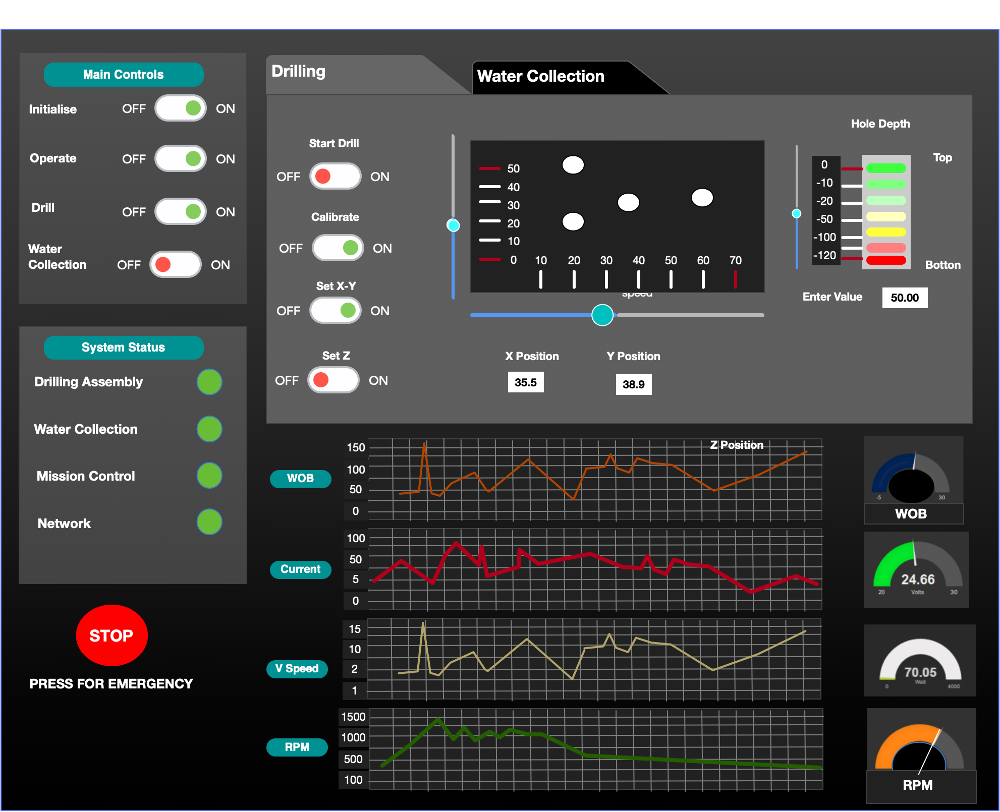 Main Controls
Initialise OFF ON
Operate OFF ON
Drill OFF ON
Water
Collection OFF ON
System Status
Drilling Assembly
Water Collection
Mission Control
Network
STOP
PRESS FOR EMERGENCY
Drilling
Water Collection
Start Drill
OFF ON
Calibrate
OFF ON
Set X-Y
OFF ON
Set Z
OFF ON
50
40
30
20
10
0 10 20 30 40 50 60 70
speed
X Position Y Position
35.5 38.9
Hole Depth
Top
0
-10
-20
-50
-100
-120
Botton
Enter Value 50.00
Z Position
WOB
150
100
50
0
Current
100
50
5
0
V Speed
15
10
2
1
RPM
1500
1000
500
100
-5 30
WOB
24.66
20 Volts 30
70.05
Watt
0 4000
RPM